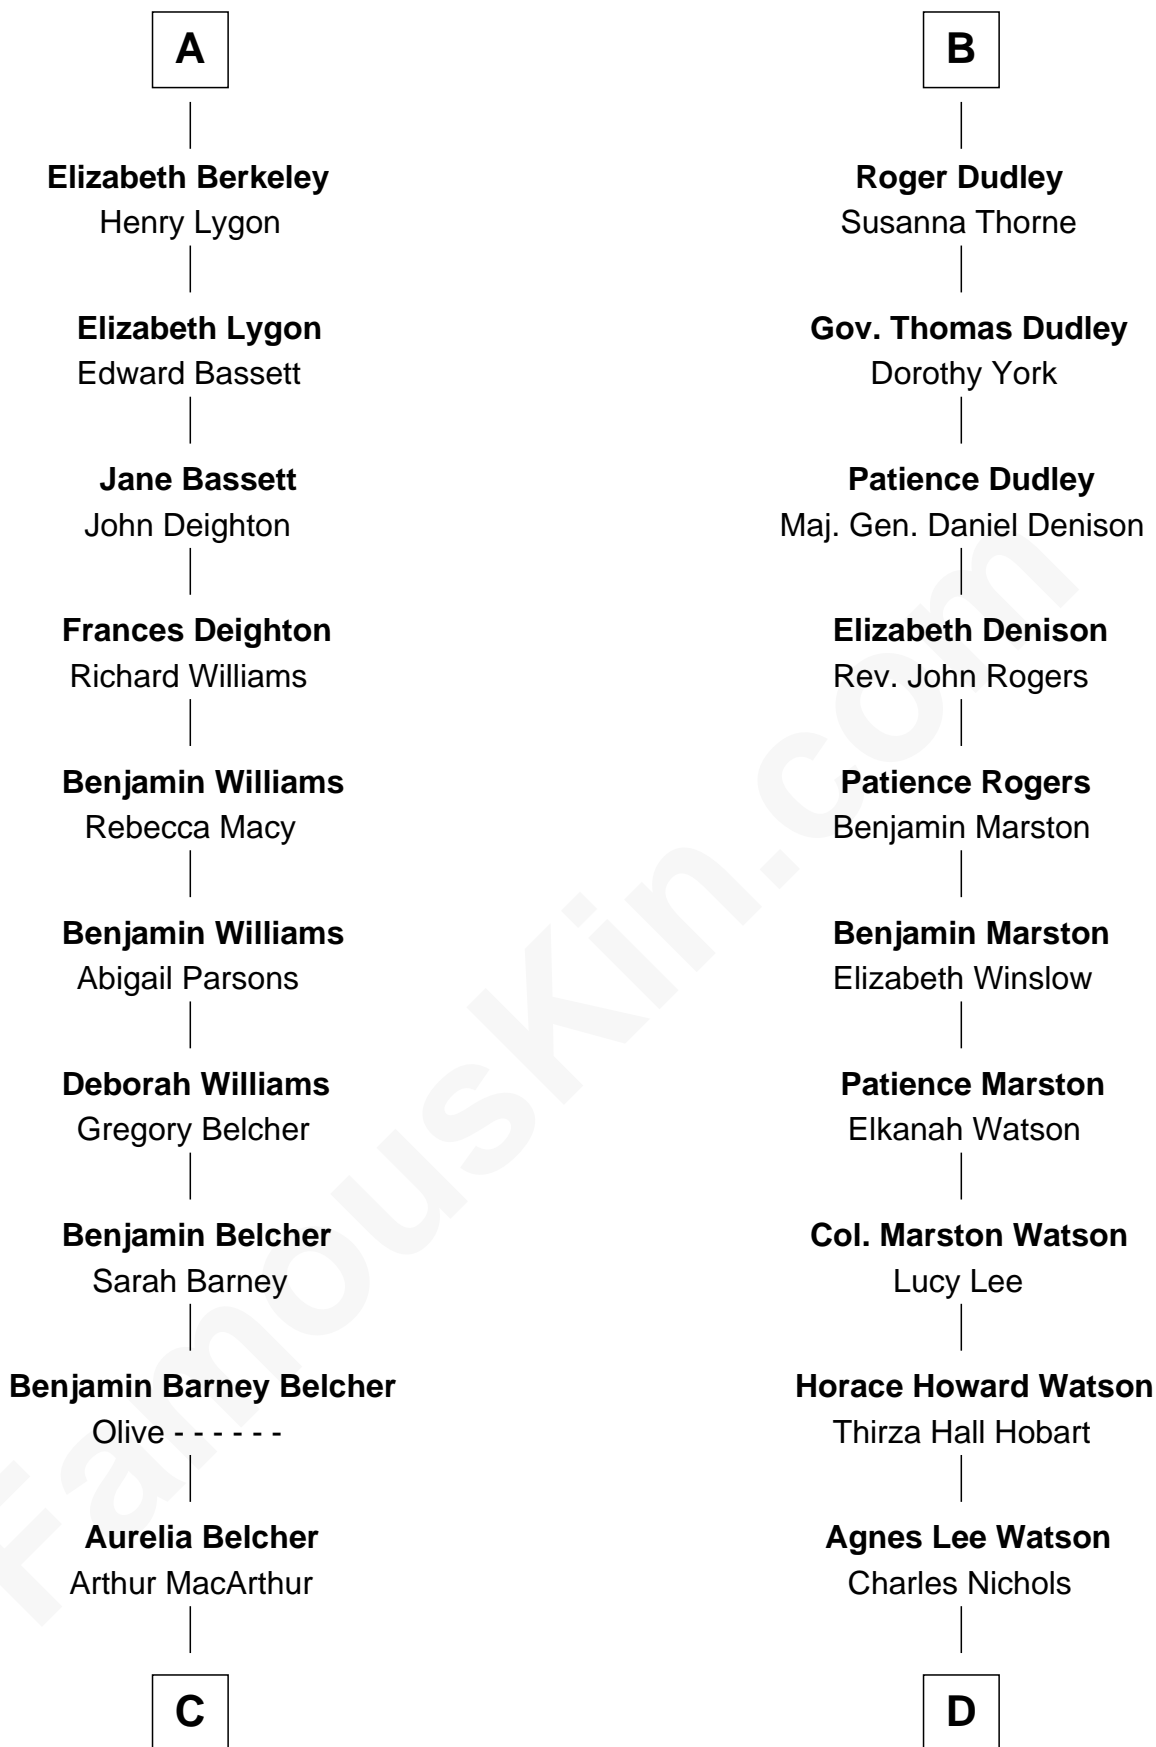 A
Elizabeth Berkeley
Henry Lygon
Elizabeth Lygon
Edward Bassett
Jane Bassett
John Deighton
Frances Deighton
Richard Williams
Benjamin Williams
Rebecca Macy
Benjamin Williams
Abigail Parsons
Deborah Williams
Gregory Belcher
Benjamin Belcher
Sarah Barney
Benjamin Barney Belcher
Olive - - - - - -
Aurelia Belcher
Arthur MacArthur
C
B
Roger Dudley
Susanna Thorne
Gov. Thomas Dudley
Dorothy York
Patience Dudley
Maj. Gen. Daniel Denison
Elizabeth Denison
Rev. John Rogers
Patience Rogers
Benjamin Marston
Benjamin Marston
Elizabeth Winslow
Patience Marston
Elkanah Watson
Col. Marston Watson
Lucy Lee
Horace Howard Watson
Thirza Hall Hobart
Agnes Lee Watson
Charles Nichols
D
FamousKin.com